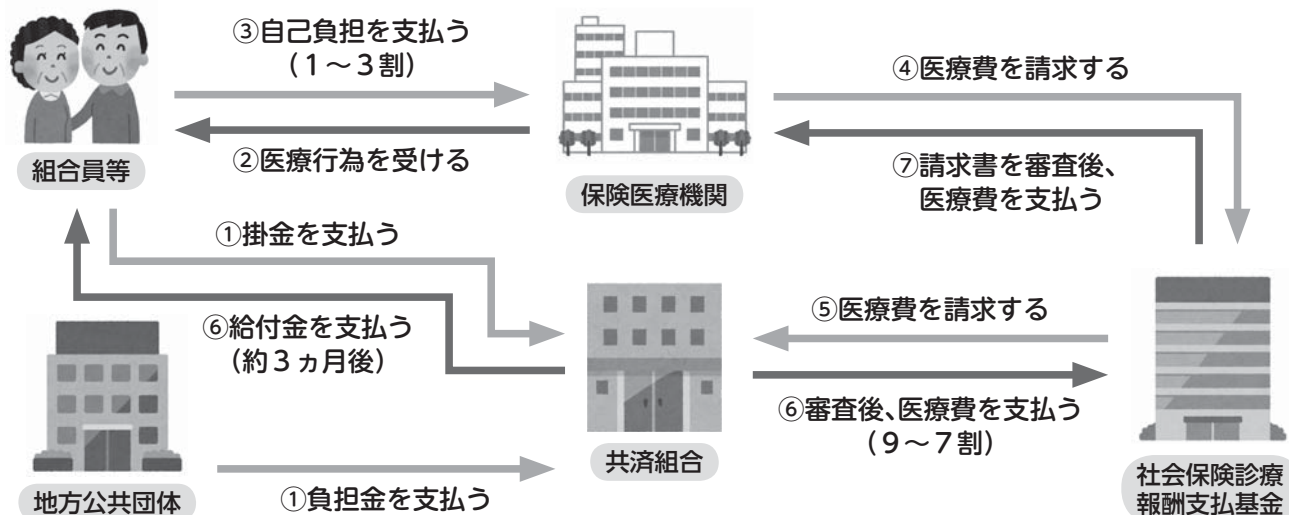 ③自己負担を支払う
(1~3割)
④医療費を請求する
②医療行為を受ける
組合員等
保険医療機関
⑦請求書を審査後、
医療費を支払う
①掛金を支払う
⑤医療費を請求する
⑥給付金を支払う
(約3ヵ月後)
⑥審査後、医療費を支払う
(9~7割)
共済組合
①負担金を支払う
地方公共団体
社会保険診療
報酬支払基金